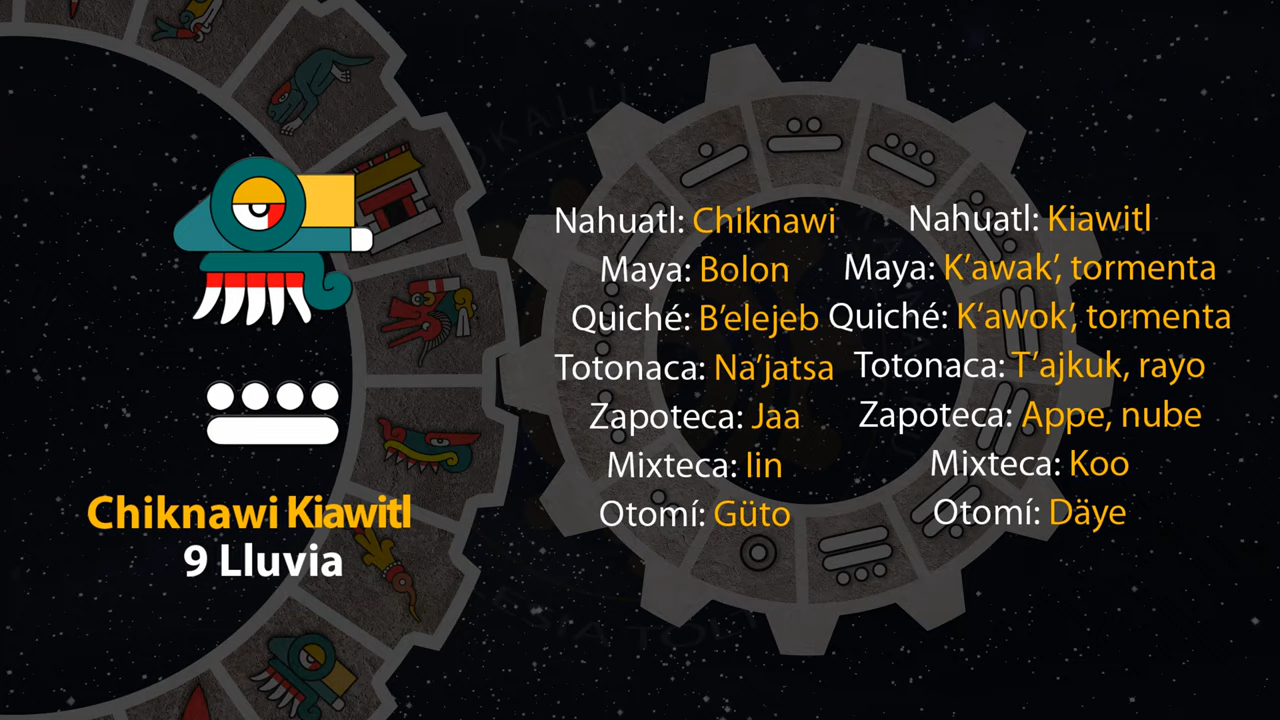 Nahuatl: Chiknawi
Maya: Bolon
Quiché: B’elejeb
Totonaca: Na’jatsa
Zapoteca: Jaa
Mixteca: Iin
Otomí: Güto
Nahuatl: Kiawitl
Maya: K’awak’, tormenta
Quiché: K’awok’, tormenta
Totonaca: T’ajkuk, rayo
Zapoteca: Appe, nube
Mixteca: Koo
Otomí: Däye
Chiknawi Kiawitl
9 Lluvia